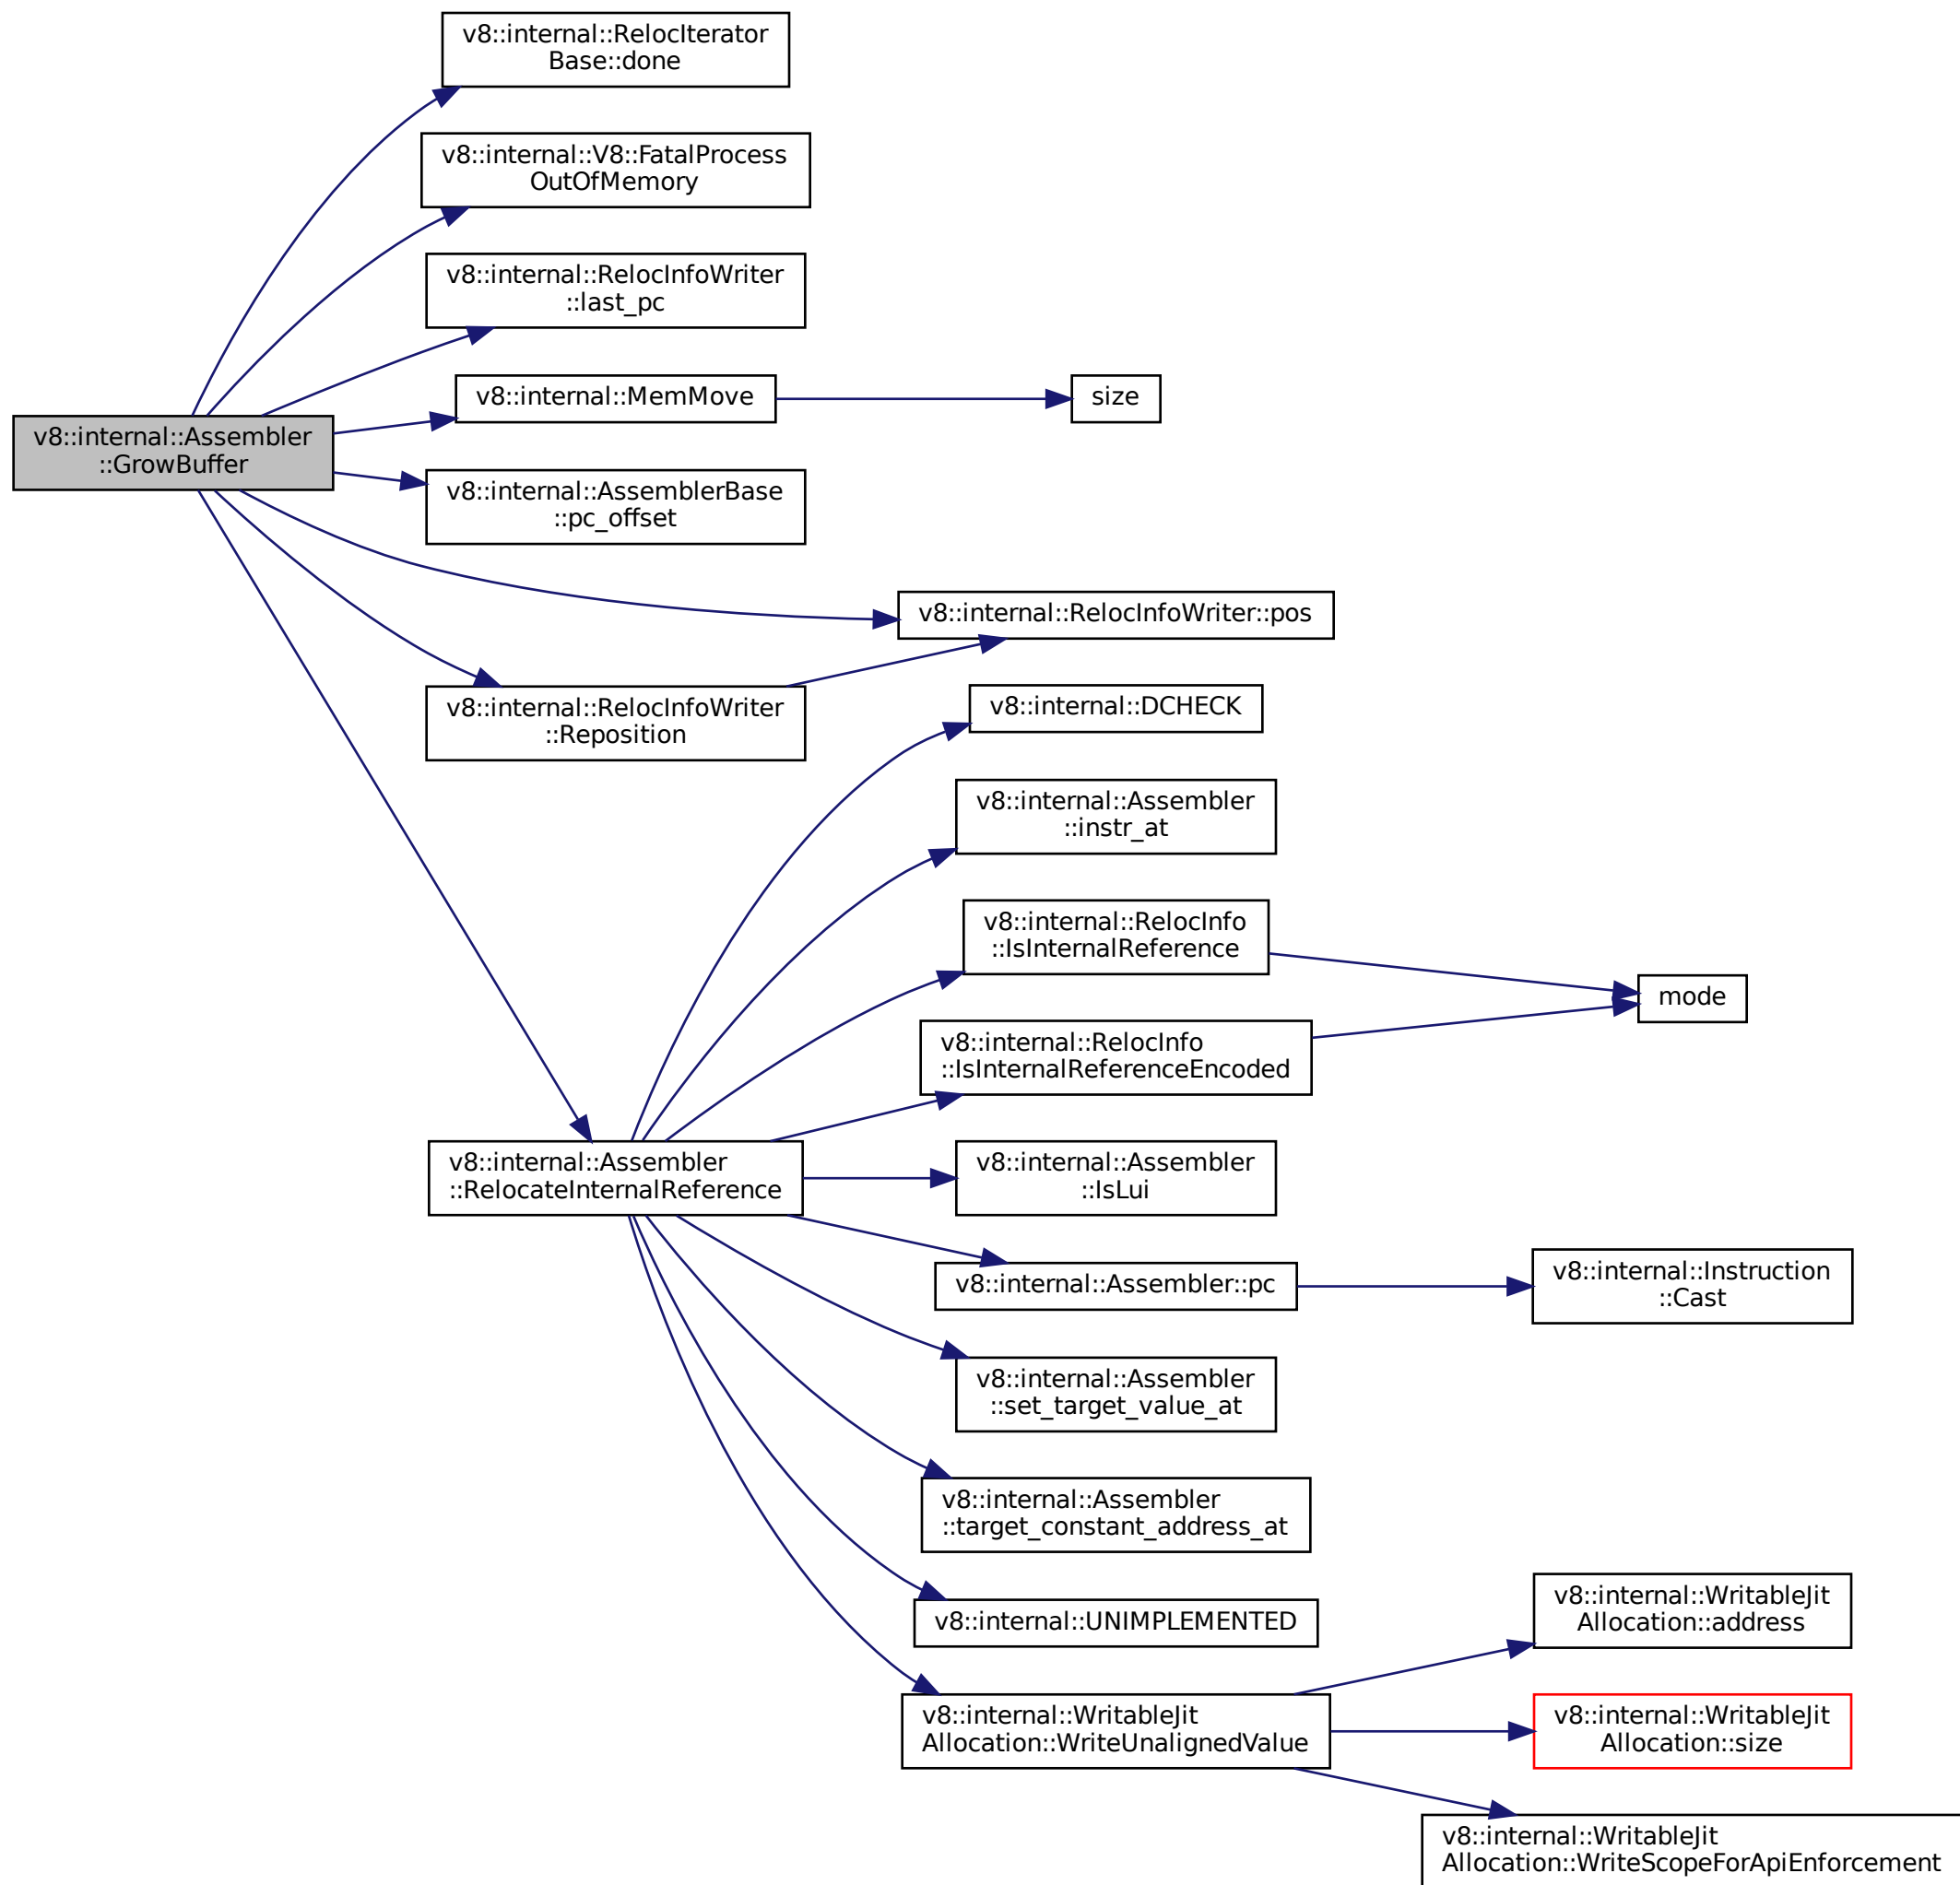 v8::internal::RelocIterator
Base::done
v8::internal::V8::FatalProcess
OutOfMemory
v8::internal::RelocInfoWriter
::last_pc
v8::internal::MemMove
size
v8::internal::Assembler
::GrowBuffer
v8::internal::AssemblerBase
::pc_offset
v8::internal::RelocInfoWriter::pos
v8::internal::RelocInfoWriter
::Reposition
v8::internal::DCHECK
v8::internal::Assembler
::instr_at
v8::internal::RelocInfo
::IsInternalReference
mode
v8::internal::RelocInfo
::IsInternalReferenceEncoded
v8::internal::Assembler
::RelocateInternalReference
v8::internal::Assembler
::IsLui
v8::internal::Assembler::pc
v8::internal::Instruction
::Cast
v8::internal::Assembler
::set_target_value_at
v8::internal::Assembler
::target_constant_address_at
v8::internal::UNIMPLEMENTED
v8::internal::WritableJit
Allocation::address
v8::internal::WritableJit
Allocation::WriteUnalignedValue
v8::internal::WritableJit
Allocation::size
v8::internal::WritableJit
Allocation::WriteScopeForApiEnforcement